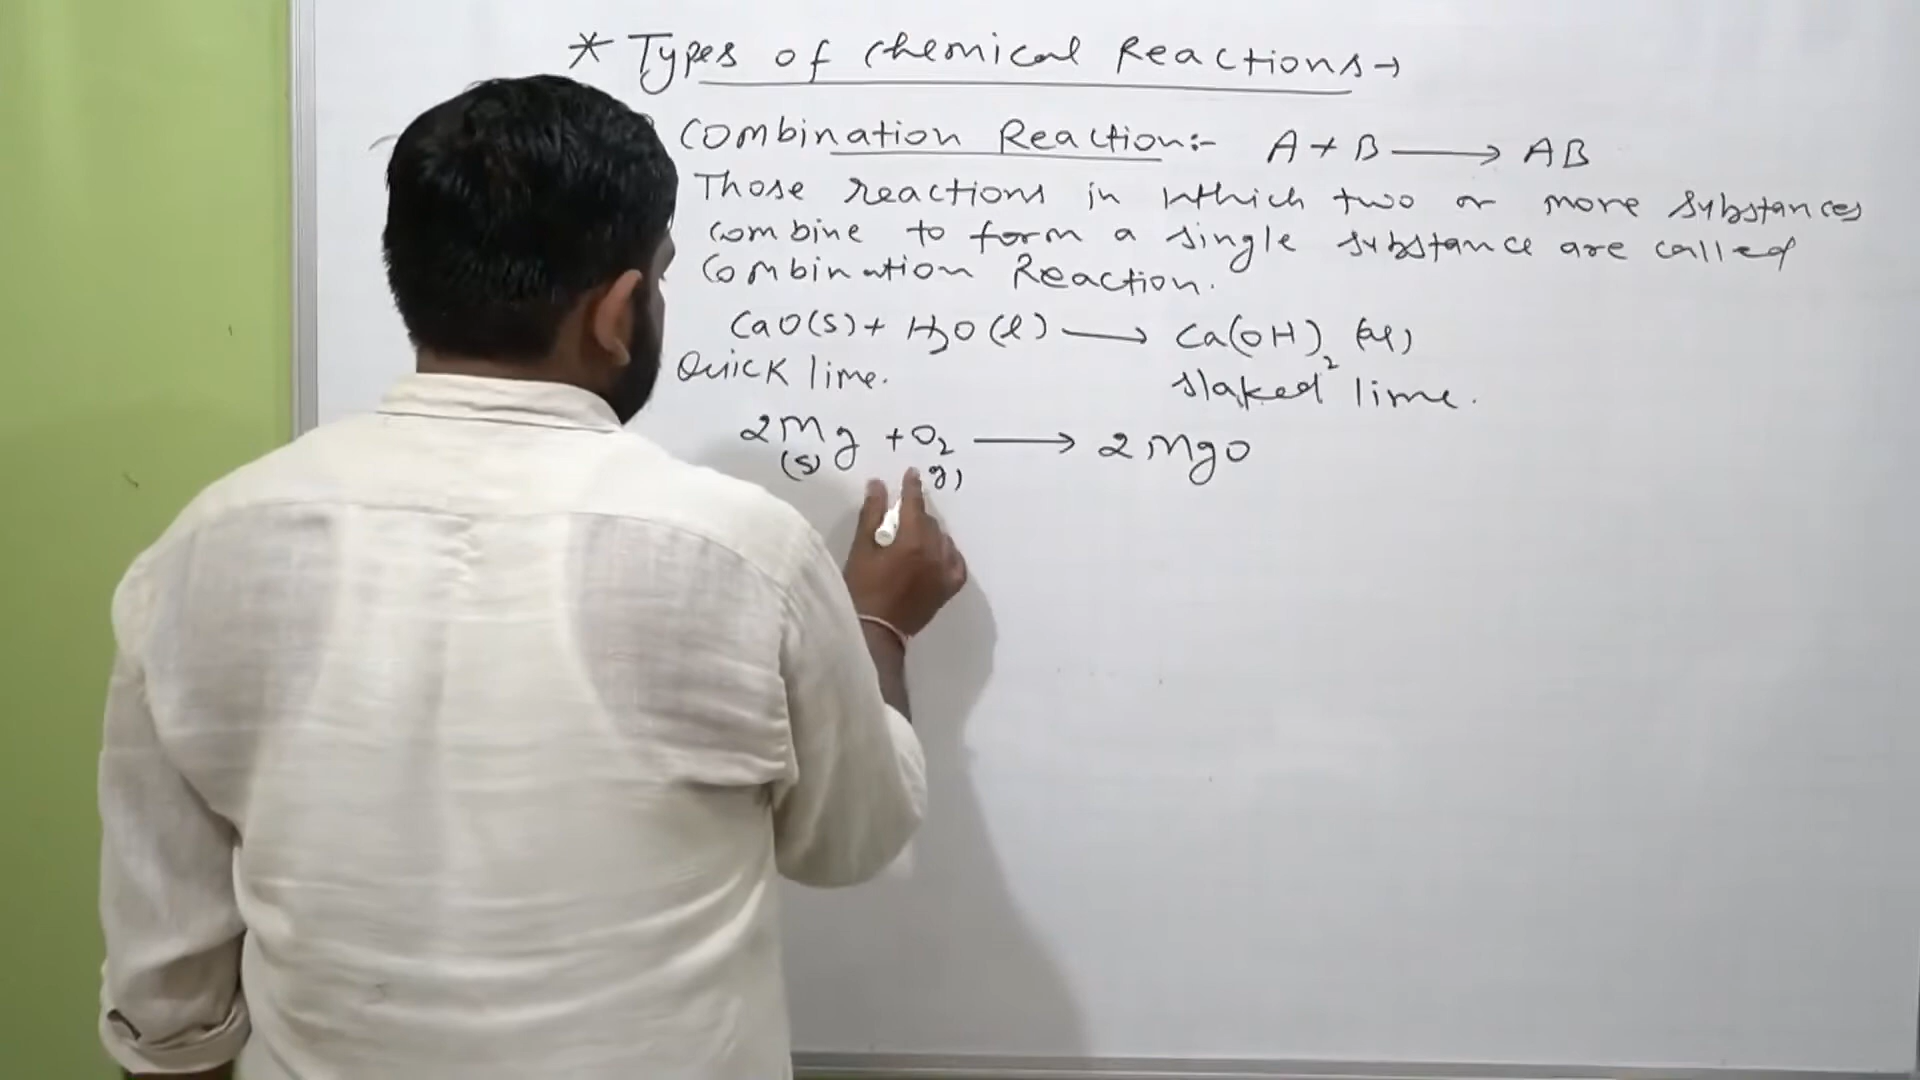 * Types of Chemical Reactions→
Combination Reaction:- A + B ⟶ AB
Those reactions in which two or more substances
combine to form a single substance are called
Combination Reaction.
CaO(s) + H₂O(l) ⟶ Ca(OH)₂
Quick lime. slaked lime.
2Mg + O₂ ⟶ 2MgO
(s) g)